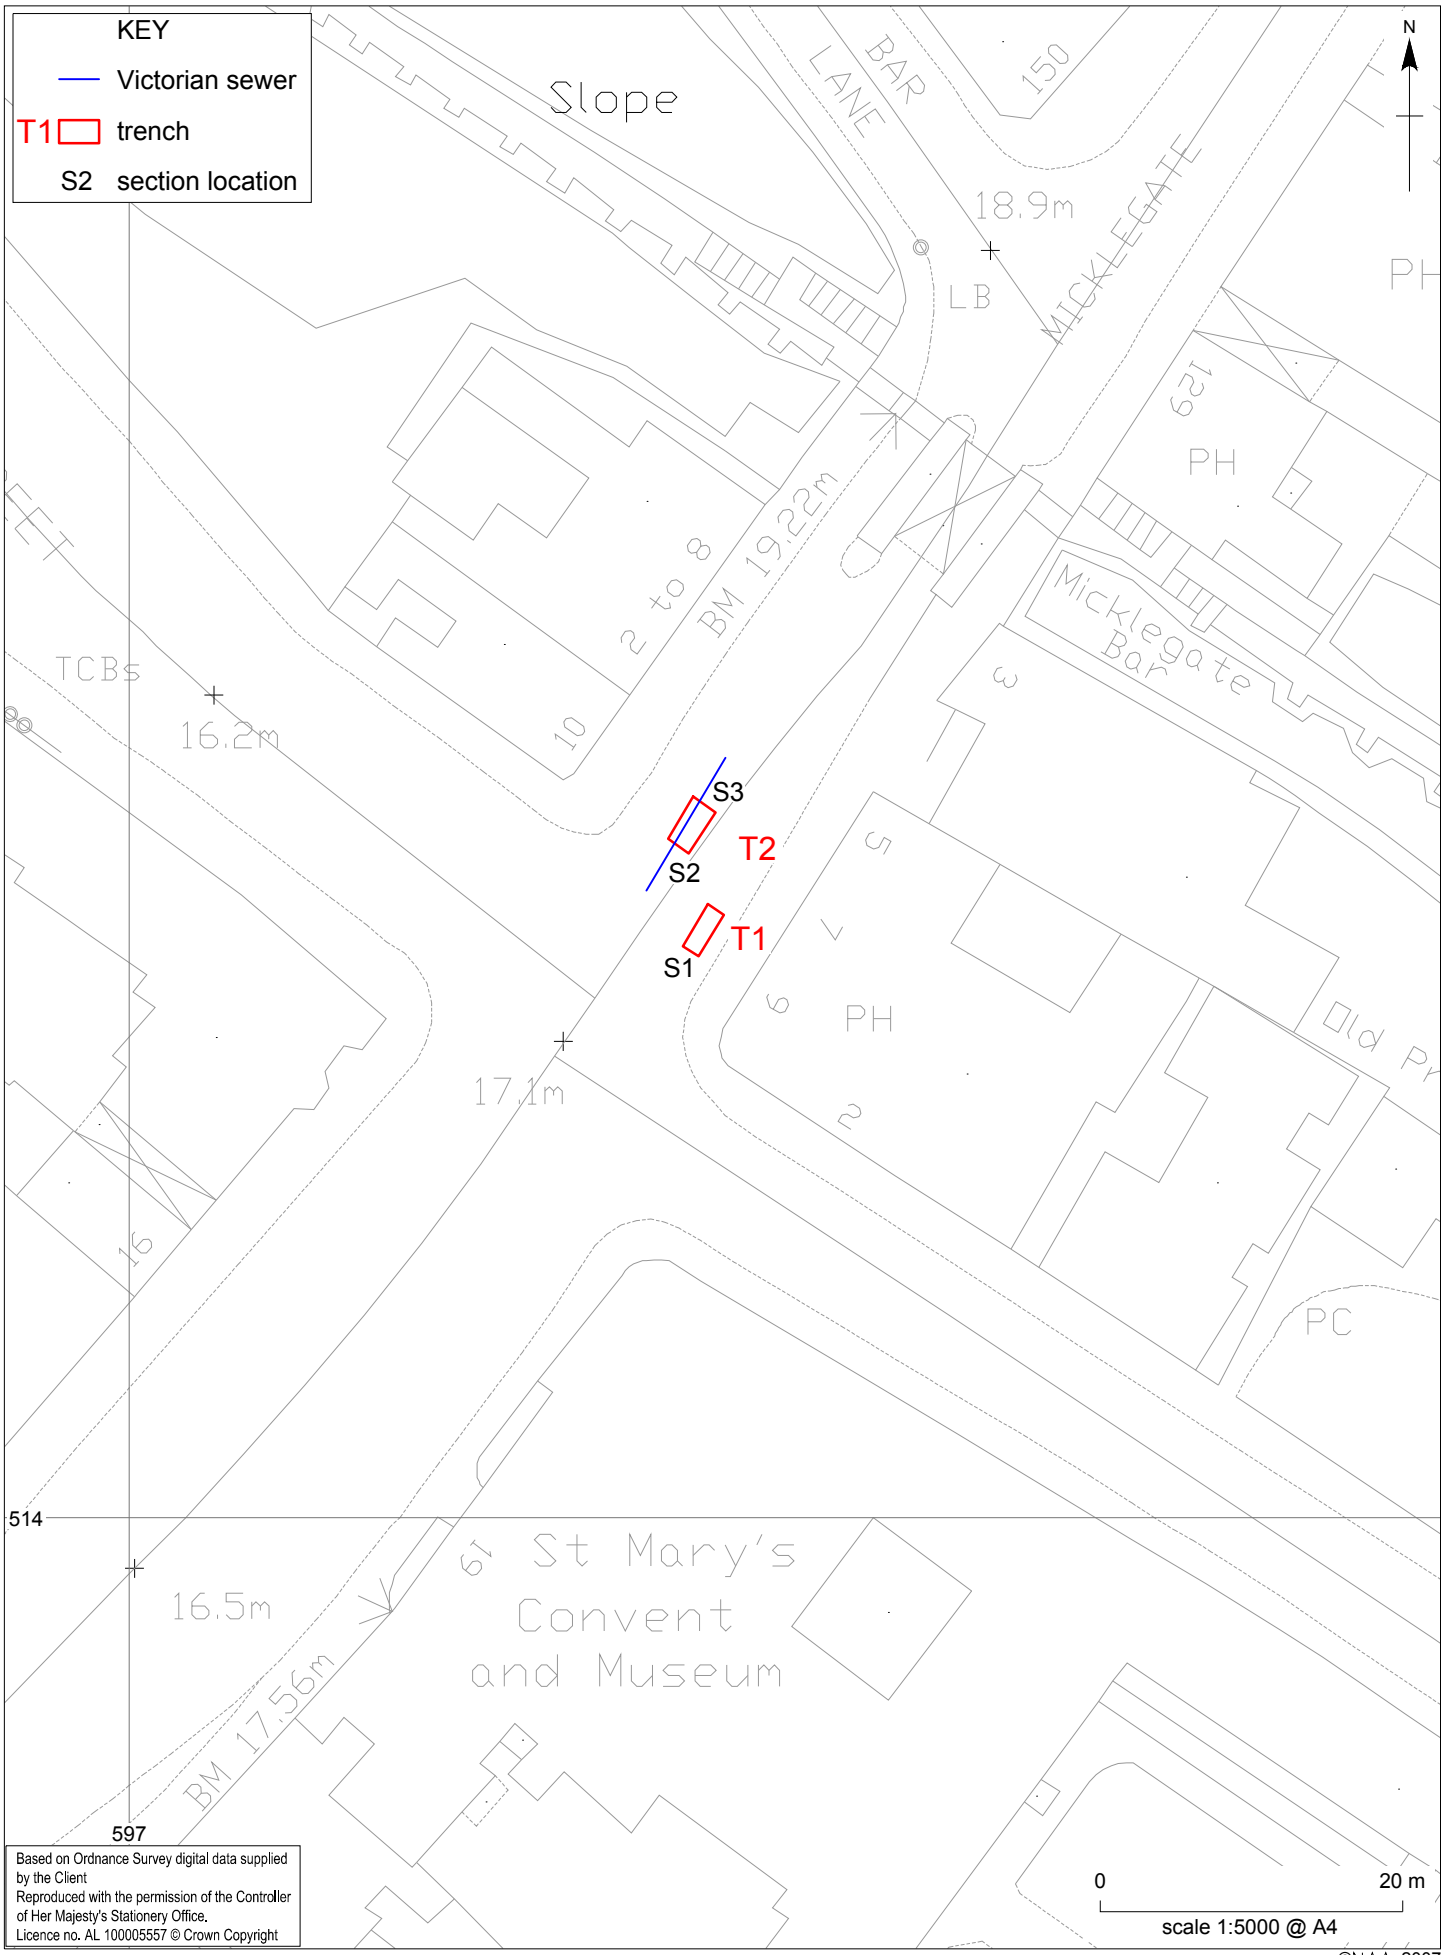 KEY
Victorian sewer
T1 trench
S2 section location
N
Slope
BAR
LANE
150
18.9m
MICKLEGATE
LB
PH
129
PH
BM 19.22m
2 to 8
10
Micklegate
Bar
3
TCBs
16.2m
S3
T2
S2
T1
S1
5
7
9
PH
2
17.1m
16
PC
514
19
St Mary's
Convent
and Museum
16.5m
BM 17.56m
597
Based on Ordnance Survey digital data supplied
by the Client
Reproduced with the permission of the Controller
of Her Majesty's Stationery Office.
Licence no. AL 100005557 © Crown Copyright
0 20 m
scale 1:5000 @ A4